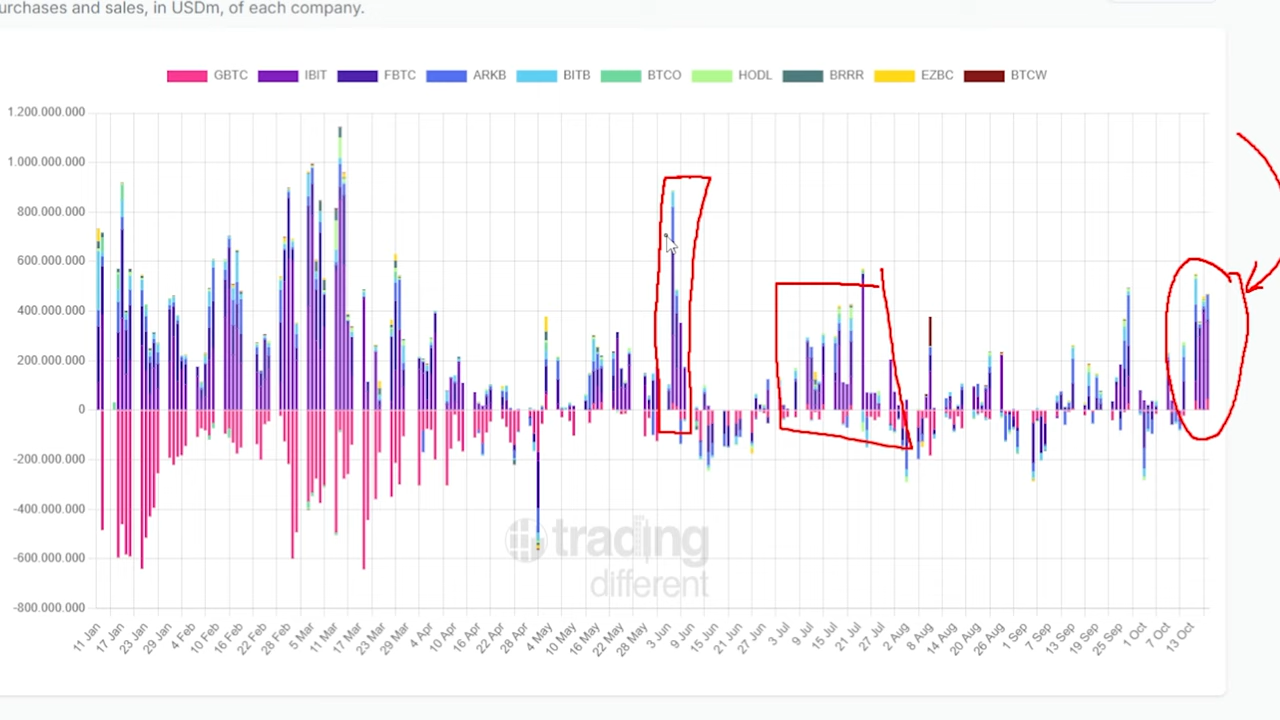 urchases and sales, in USDm, of each company.
GBTC IBIT FBTC ARKB BITB BTCO HODL BRRR EZBC BTCW
1.200.000.000
1.000.000.000
800.000.000
600.000.000
400.000.000
200.000.000
0
-200.000.000
-400.000.000
-600.000.000
-800.000.000
trading
different
11 Jan 17 Jan 23 Jan 29 Jan 4 Feb 10 Feb 16 Feb 22 Feb 28 Feb 5 Mar 11 Mar 17 Mar 23 Mar 29 Mar 4 Apr 10 Apr 16 Apr 22 Apr 28 Apr 4 May 10 May 16 May 22 May 28 May 3 Jun 9 Jun 15 Jun 21 Jun 27 Jun 3 Jul 9 Jul 15 Jul 21 Jul 27 Jul 2 Aug 8 Aug 14 Aug 20 Aug 26 Aug 1 Sep 7 Sep 13 Sep 19 Sep 25 Sep 1 Oct 7 Oct 13 Oct